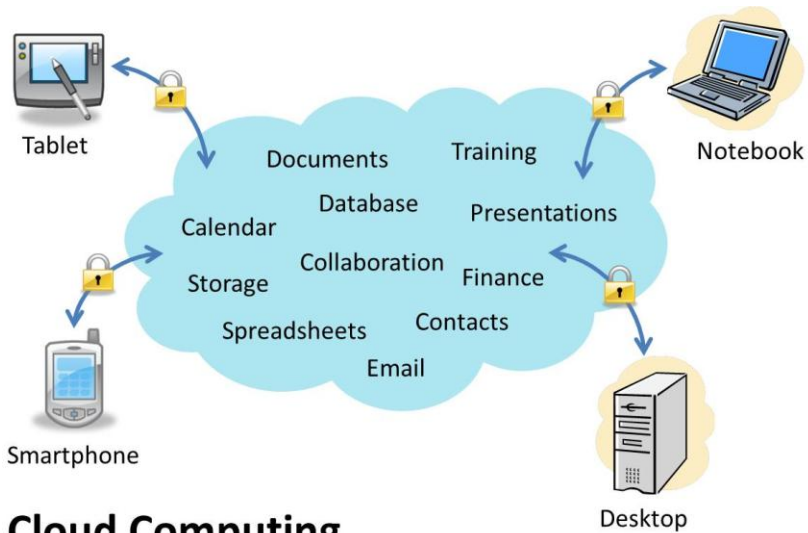 Tablet
Notebook
Documents
Training
Database
Presentations
Calendar
Collaboration
Storage
Finance
Spreadsheets
Contacts
Email
Smartphone
Desktop
Cloud Computing